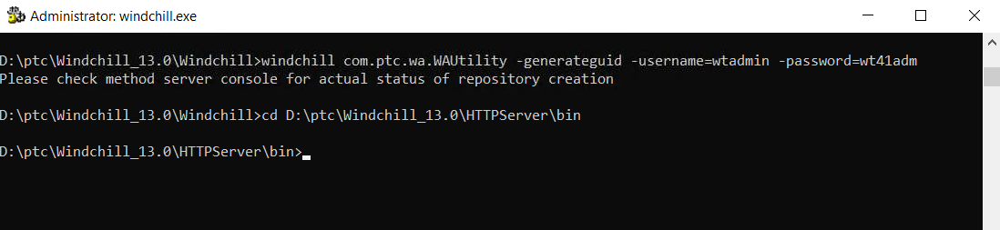 Administrator: windchill.exe
D:\ptc\Windchill_13.0\Windchill>windchill com.ptc.wa.WAUtility -generateguid -username=wtadmin -password=wt41adm
Please check method server console for actual status of repository creation
D:\ptc\Windchill_13.0\Windchill>cd D:\ptc\Windchill_13.0\HTTPServer\bin
D:\ptc\Windchill_13.0\HTTPServer\bin>